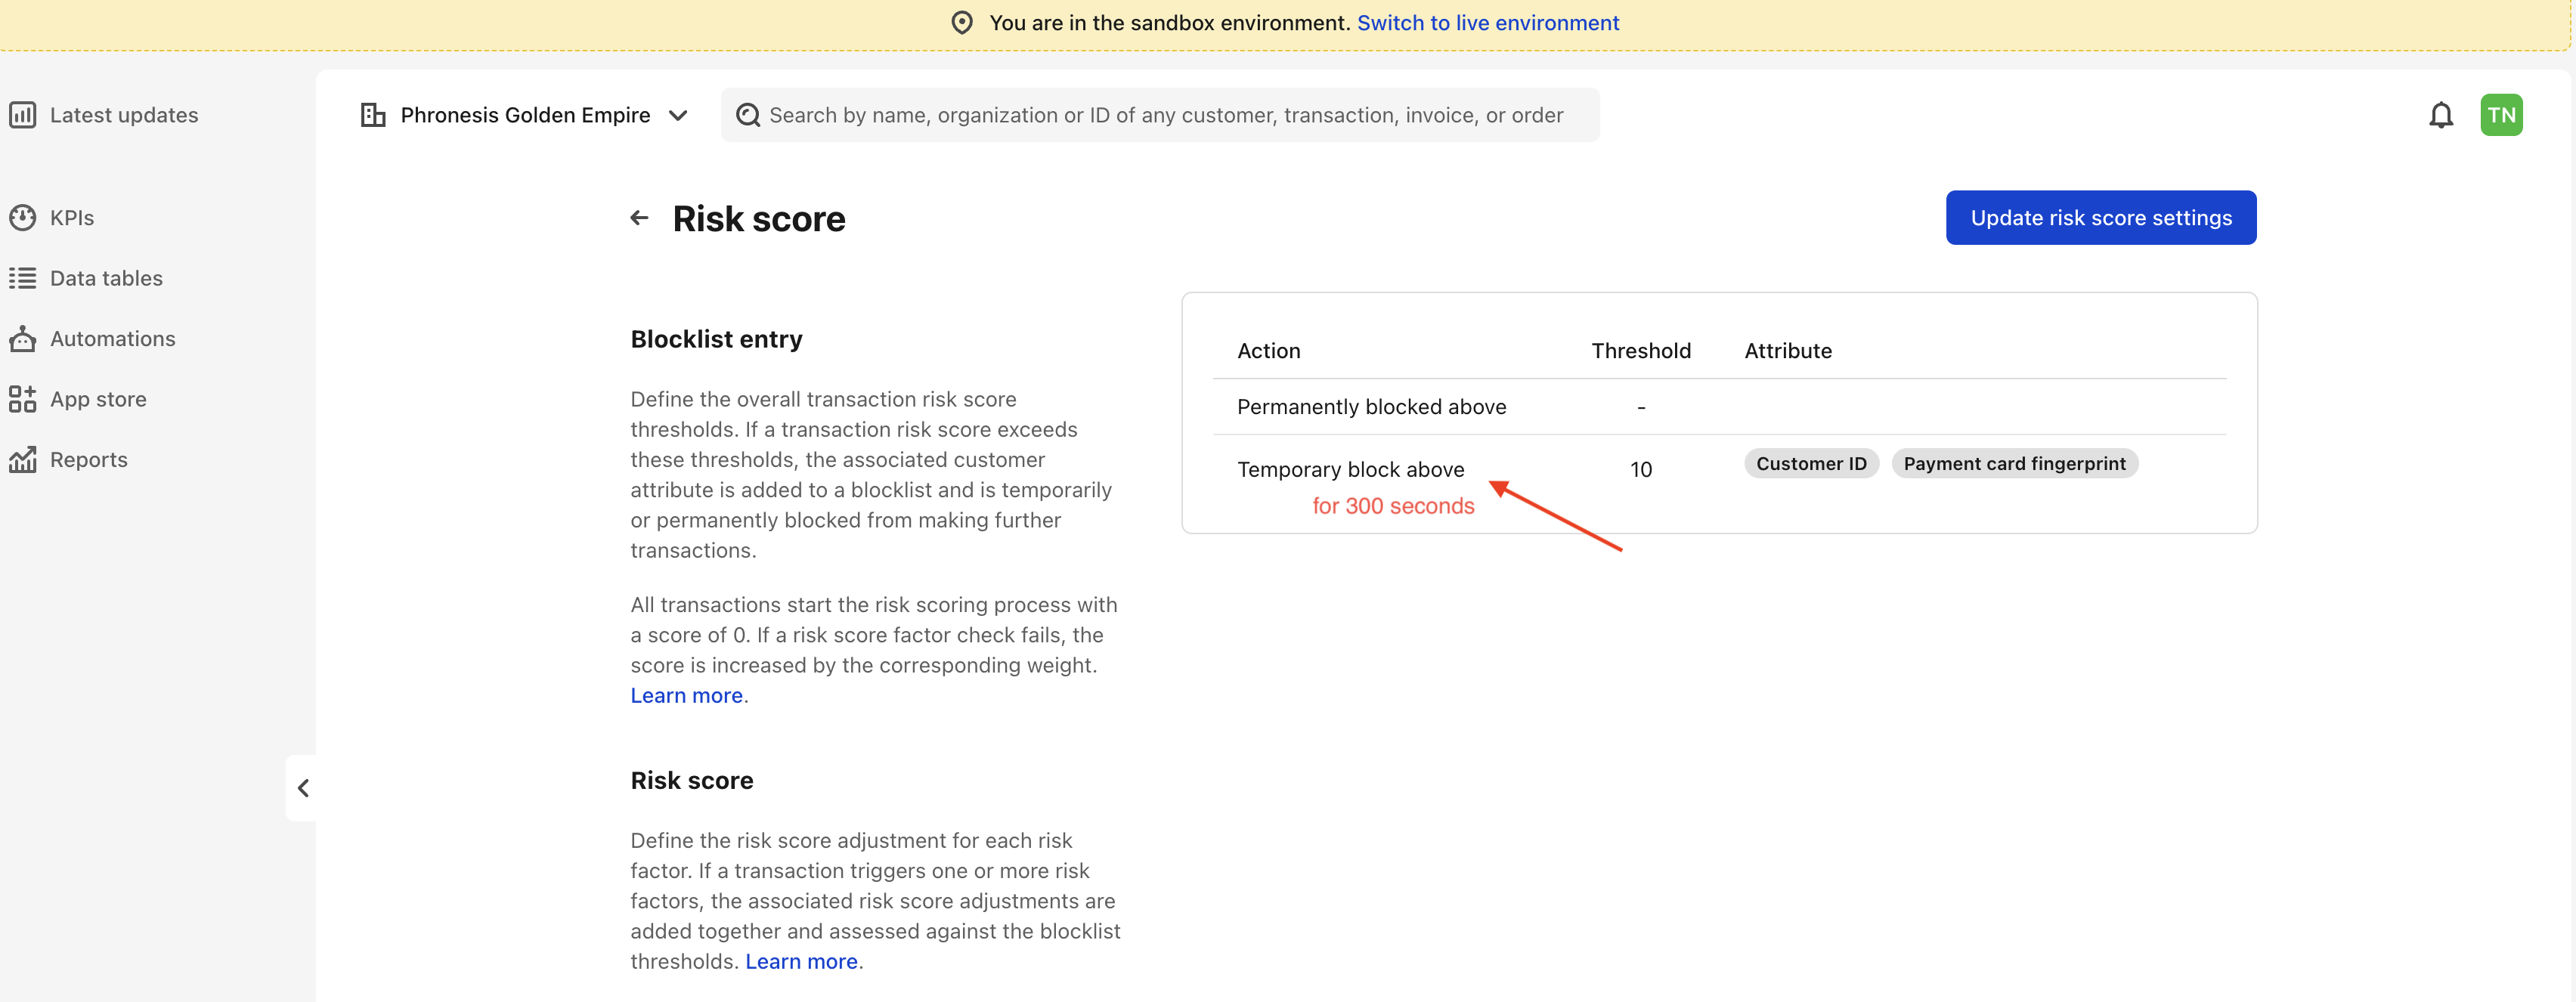 You are in the sandbox environment. Switch to live environment
Latest updates
KPIs
Data tables
Automations
App store
Reports
Phronesis Golden Empire
Search by name, organization or ID of any customer, transaction, invoice, or order
TN
Risk score
Update risk score settings
Blocklist entry
Define the overall transaction risk score
thresholds. If a transaction risk score exceeds
these thresholds, the associated customer
attribute is added to a blocklist and is temporarily
or permanently blocked from making further
transactions.
All transactions start the risk scoring process with
a score of 0. If a risk score factor check fails, the
score is increased by the corresponding weight.
Learn more.
Action Threshold Attribute
Permanently blocked above -
Temporary block above 10 Customer ID Payment card fingerprint
for 300 seconds
Risk score
Define the risk score adjustment for each risk
factor. If a transaction triggers one or more risk
factors, the associated risk score adjustments are
added together and assessed against the blocklist
thresholds. Learn more.